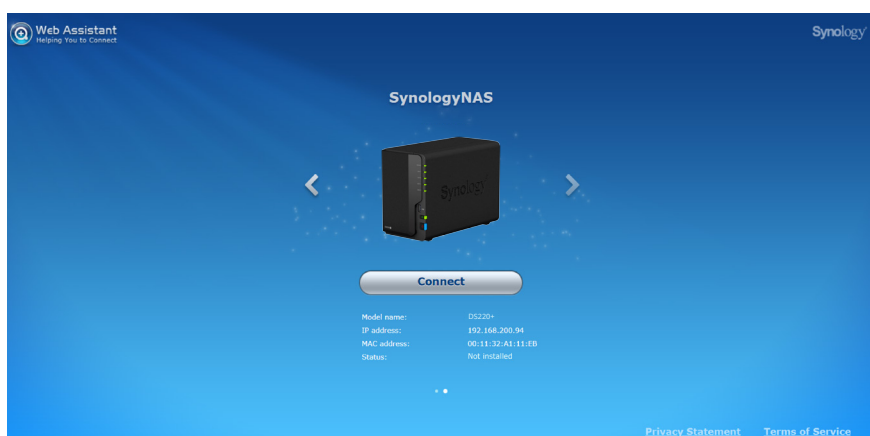 Web Assistant
Helping You to Connect
Synology
SynologyNAS
Synology
Connect
Model name: DS220+
IP address: 192.168.200.94
MAC address: 00:11:32:A1:11:EB
Status: Not installed
Privacy Statement Terms of Service